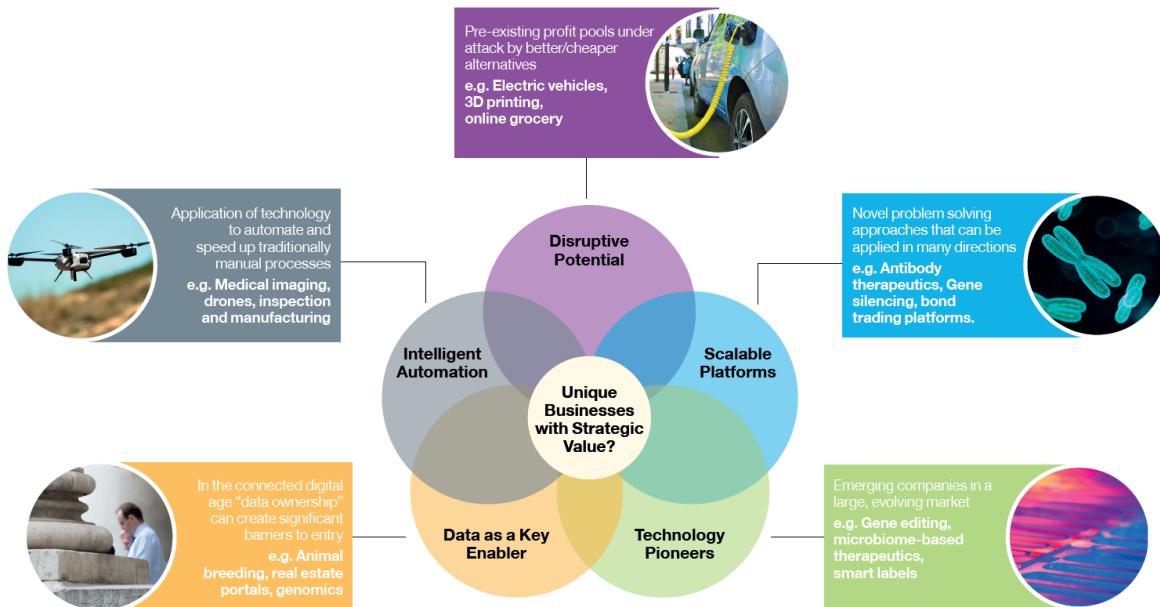 Pre-existing profit pools under
attack by better/cheaper
alternatives
e.g. Electric vehicles,
3D printing,
online grocery
Application of technology
to automate and
speed up traditionally
manual processes
e.g. Medical imaging,
drones, inspection
and manufacturing
Novel problem solving
approaches that can be
applied in many directions
e.g. Antibody
therapeutics, Gene
silencing, bond
trading platforms.
Disruptive
Potential
Intelligent
Automation
Scalable
Platforms
Unique
Businesses
with Strategic
Value?
Data as a Key
Enabler
Technology
Pioneers
In the connected digital
age “data ownership”
can create significant
barriers to entry
e.g. Animal
breeding, real estate
portals, genomics
Emerging companies in a
large, evolving market
e.g. Gene editing,
microbiome-based
therapeutics,
smart labels